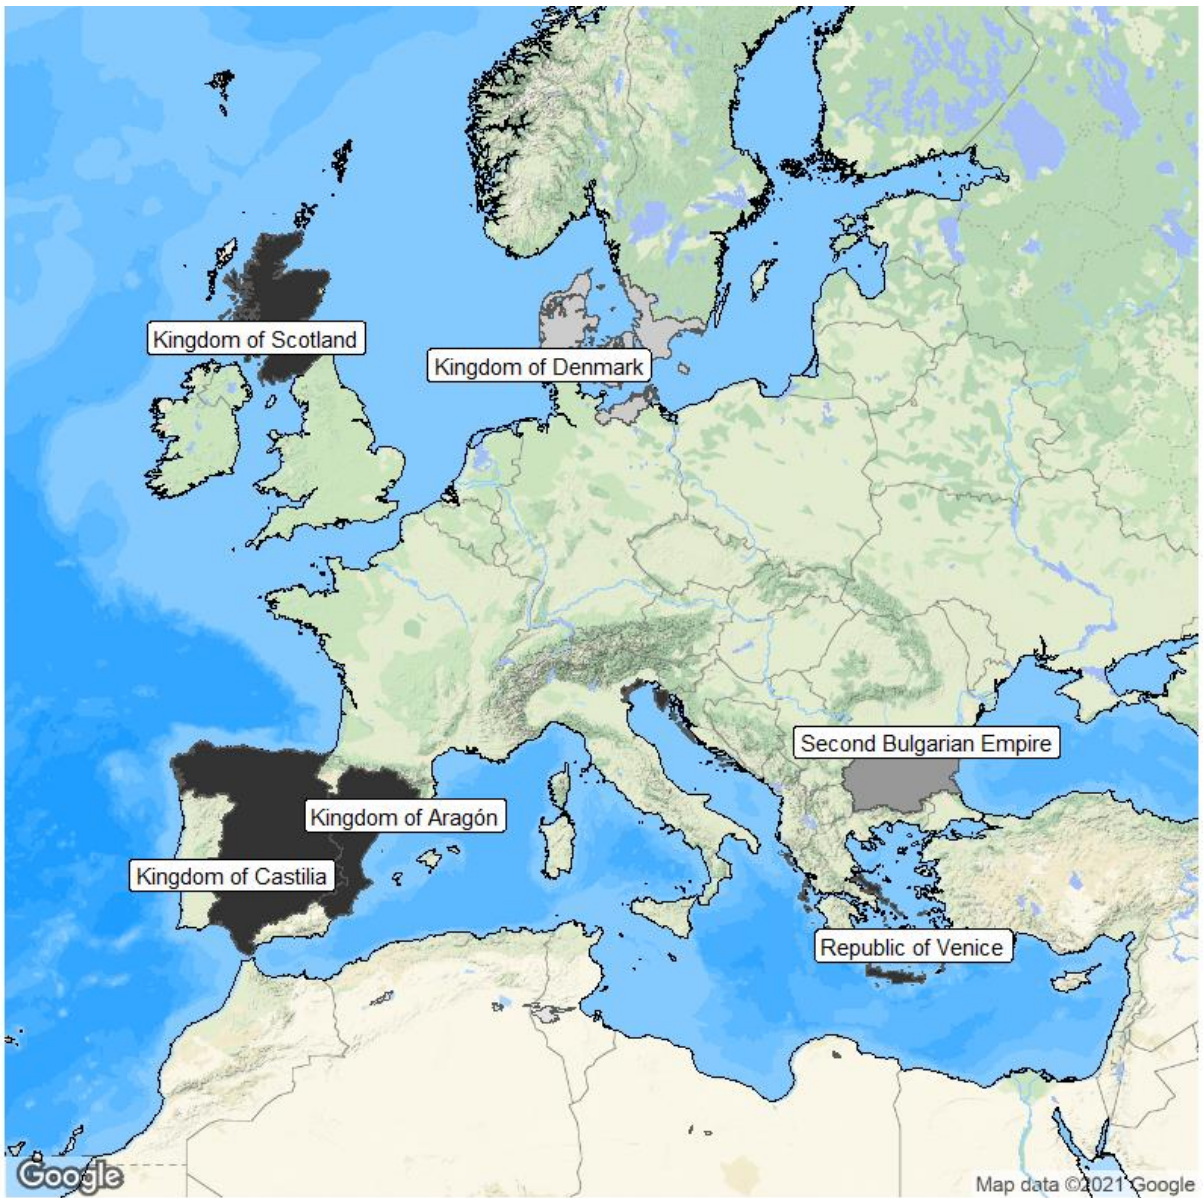 Kingdom of Scotland
Kingdom of Denmark
Second Bulgarian Empire
Kingdom of Aragón
Kingdom of Castilia
Republic of Venice
Google
Map data ©2021 Google